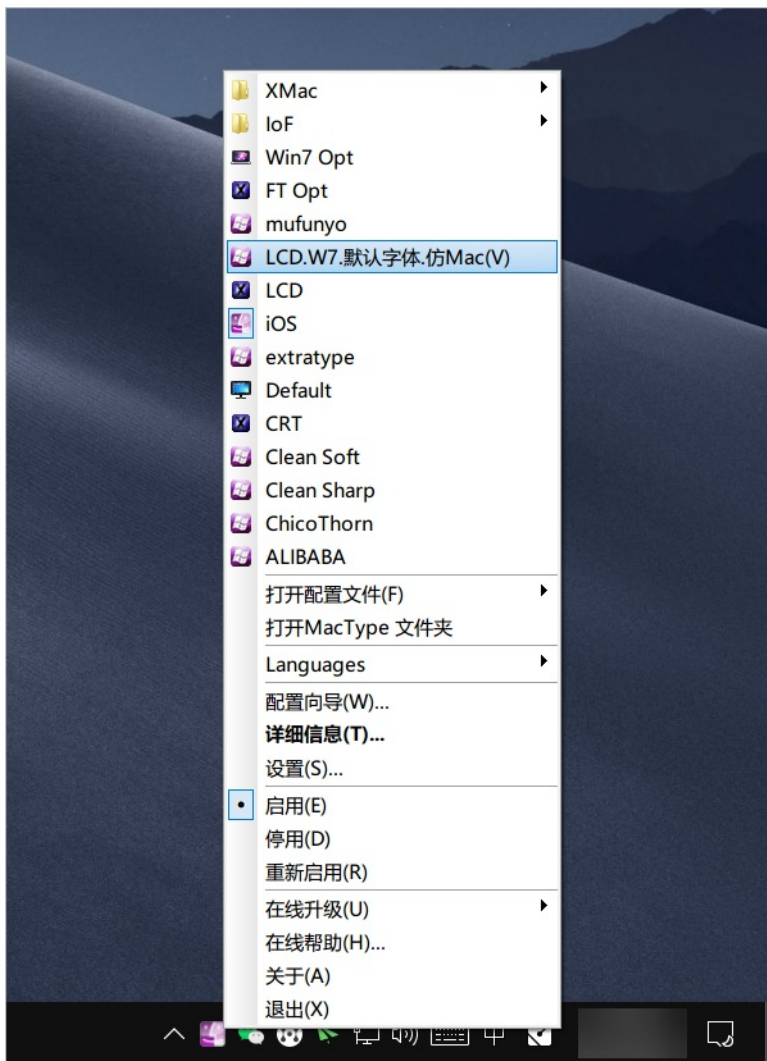 XMac
IoF
Win7 Opt
FT Opt
mufunyo
LCD.W7.默认字体.仿Mac(V)
LCD
iOS
extratype
Default
CRT
Clean Soft
Clean Sharp
ChicoThorn
ALIBABA
打开配置文件(F)
打开MacType 文件夹
Languages
配置向导(W)...
详细信息(T)...
设置(S)...
启用(E)
停用(D)
重新启用(R)
在线升级(U)
在线帮助(H)...
关于(A)
退出(X)
中